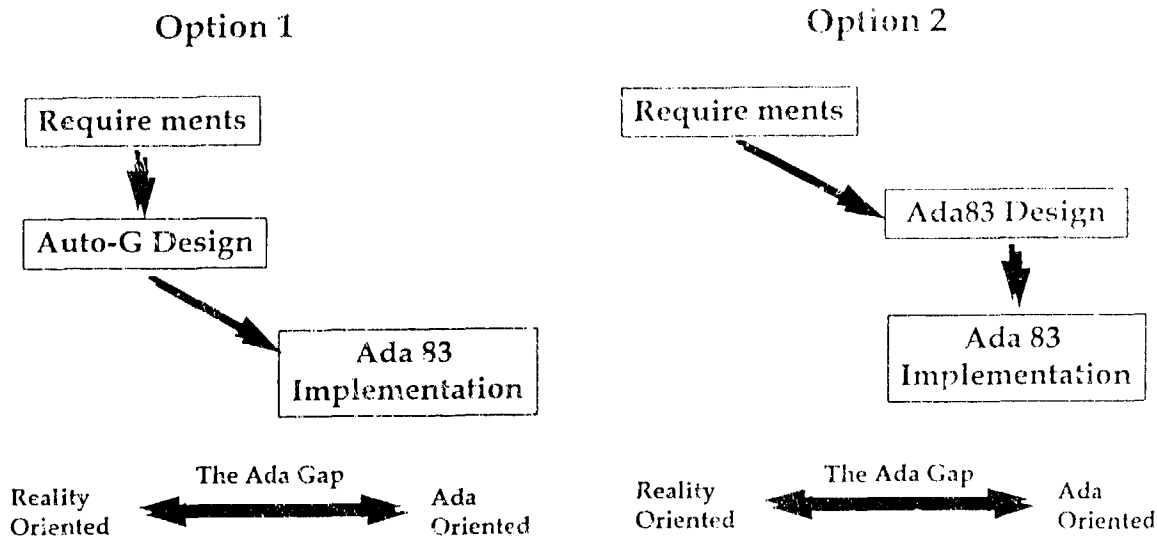 Option 1
Require ments
Auto-G Design
Ada 83
Implementation
The Ada Gap
Reality
Oriented
Ada
Oriented
Option 2
Require ments
Ada83 Design
Ada 83
Implementation
The Ada Gap
Reality
Oriented
Ada
Oriented